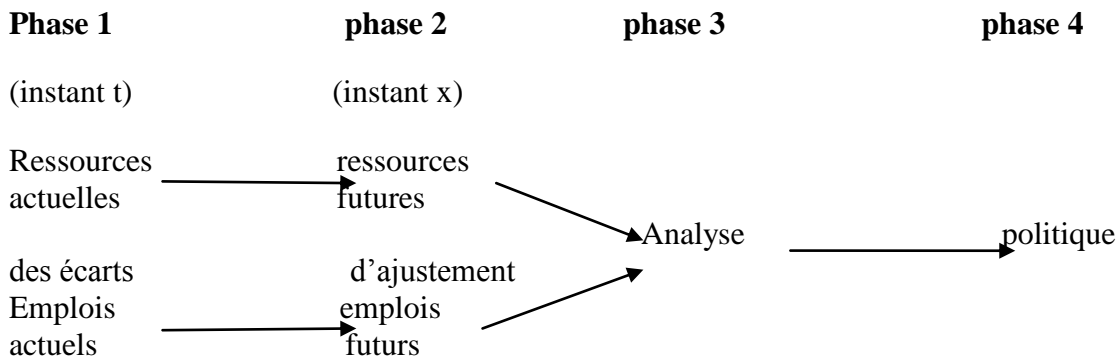 Phase 1 phase 2 phase 3 phase 4
(instant t) (instant x)
Ressources ressources
actuelles futures
Analyse politique
des écarts d’ajustement
Emplois emplois
actuels futurs